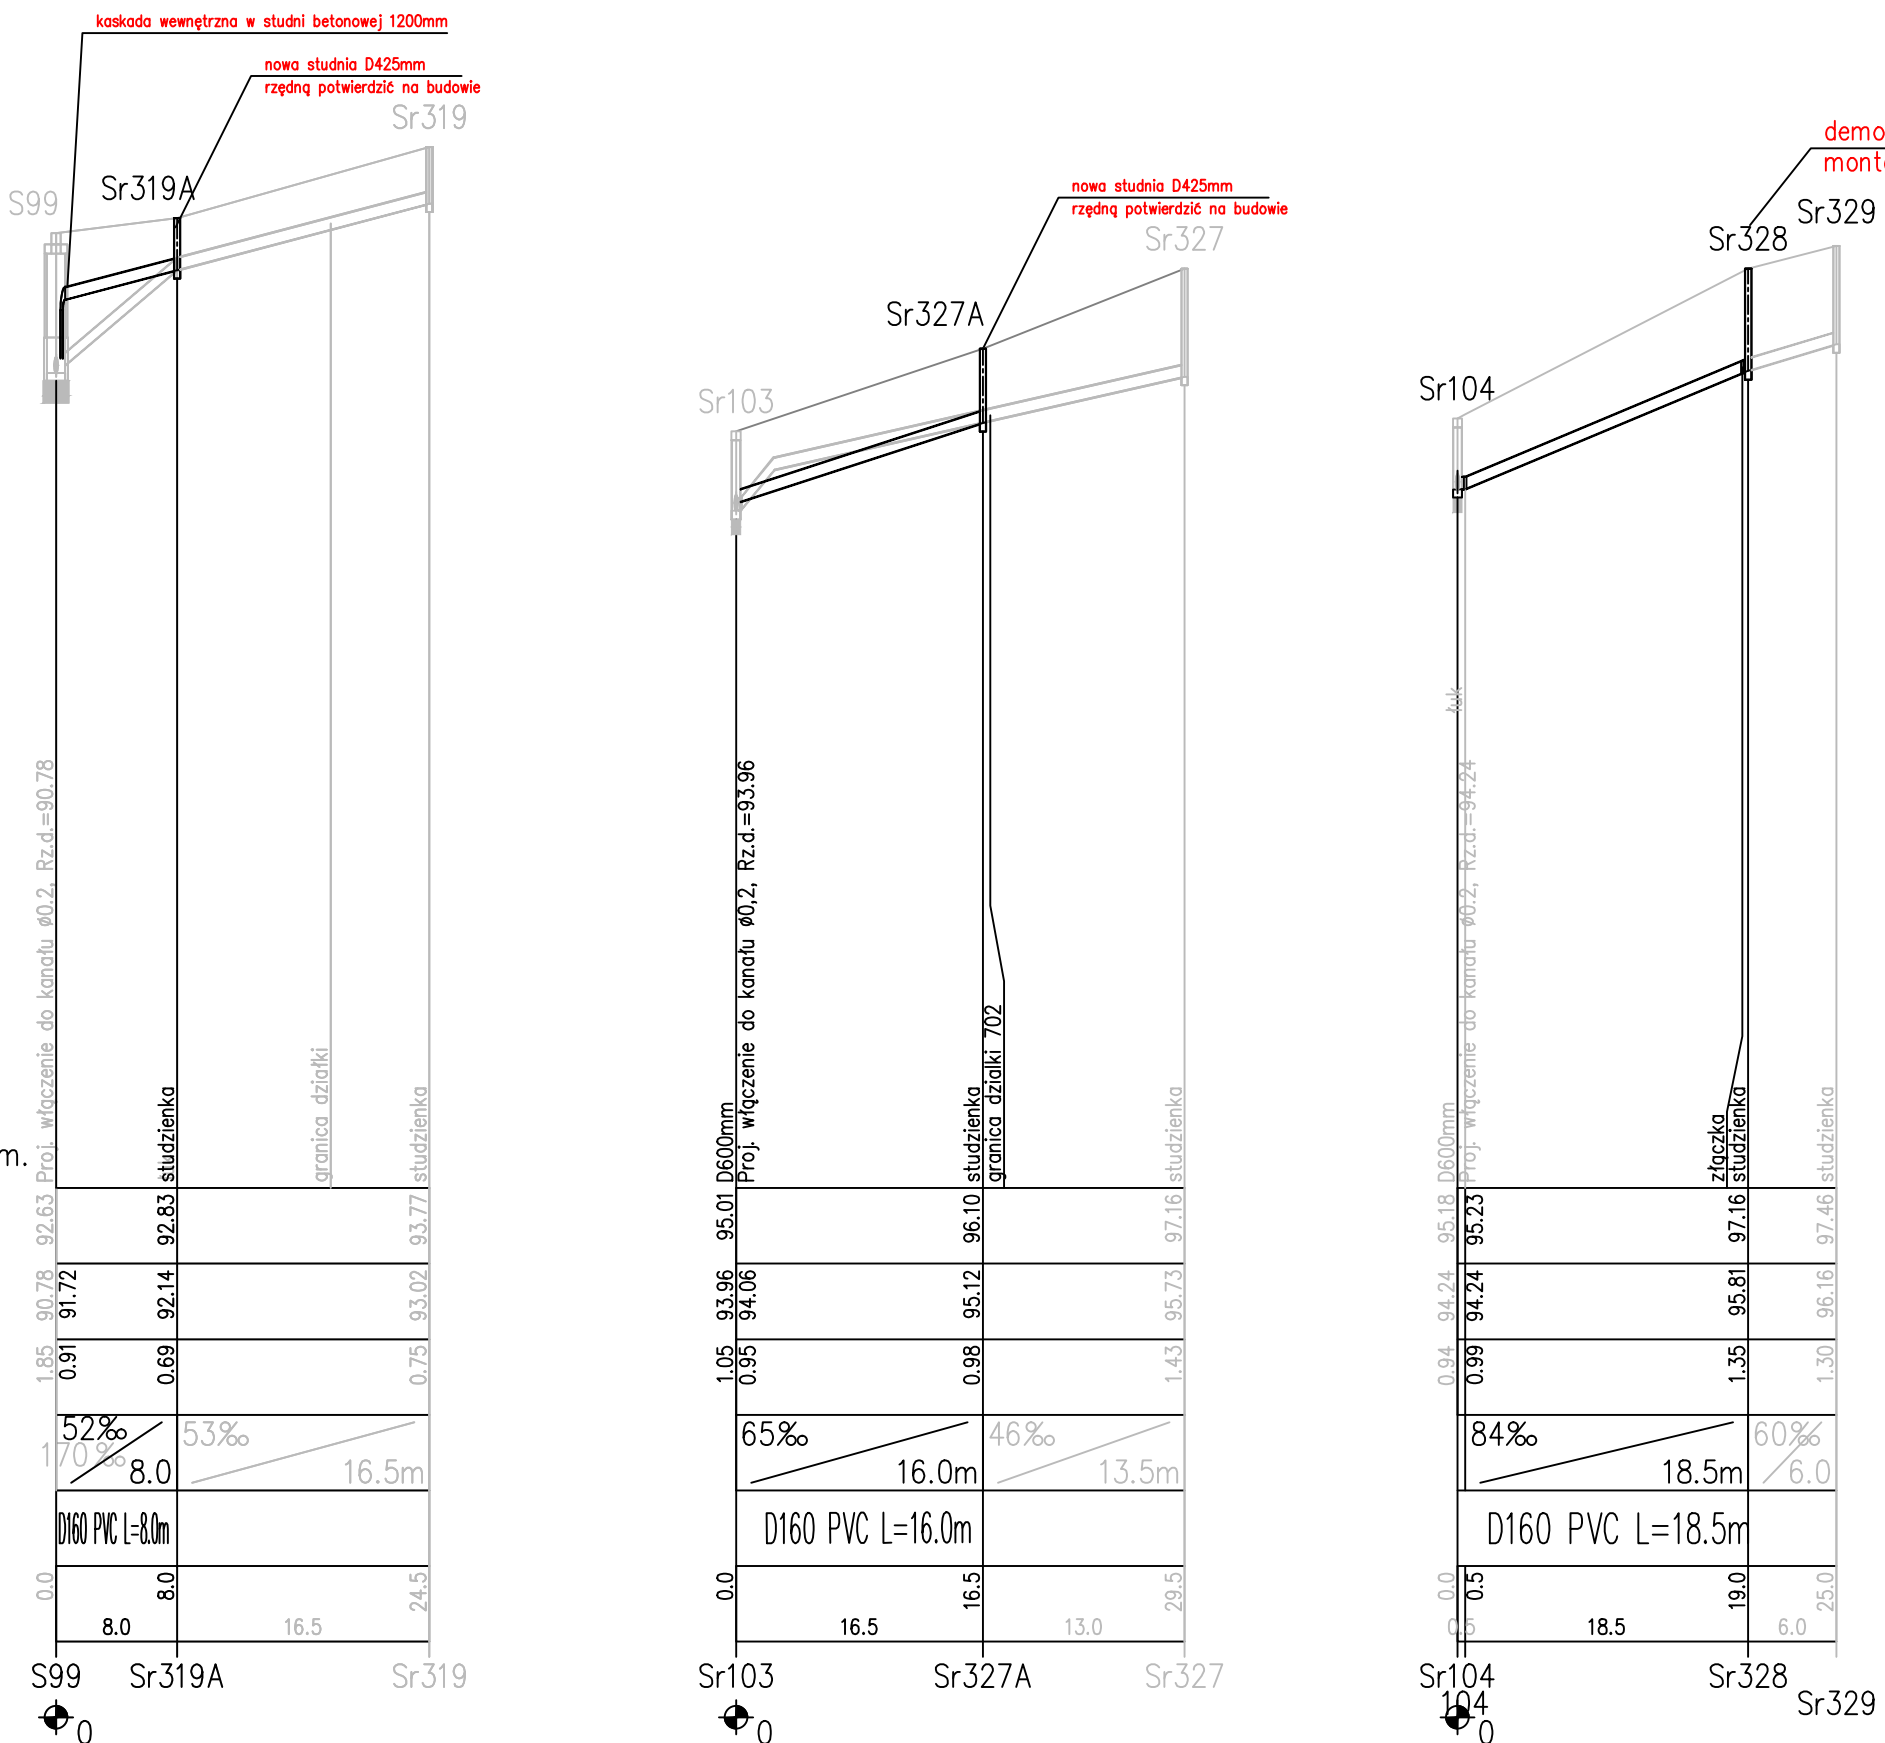 kaskada wewnętrzna w studni betonowej 1200mm
nowa studnia D425mm
rzędną potwierdzić na budowie
Sr319
S99
Sr319A
nowa studnia D425mm
rzędną potwierdzić na budowie
Sr327
Sr327A
Sr103
demo
mont
Sr329
Sr328
Sr104
m.
Proj. włączenie do kanału ø0.2, Rz.d.=90.78
studzienka
granica działki
studzienka
D600mm
Proj. włączenie do kanału ø0,2, Rz.d.=93.96
studzienka
granica dzialki 702
studzienka
łuk
D600mm
Proj. włączenie do kanału ø0.2, Rz.d.=94.24
złączka
studzienka
studzienka
92.63 92.83 93.77
90.78 91.72 92.14 93.02
1.85 0.91 0.69 0.75
52‰ 53‰
170‰ 8.0 16.5m
D160 PVC L=8.0m
0.0 8.0 24.5
8.0 16.5
S99 Sr319A Sr319
0
95.01 96.10 97.16
93.96 94.06 95.12 95.73
1.05 0.95 0.98 1.43
65‰ 46‰
16.0m 13.5m
D160 PVC L=16.0m
0.0 16.5 29.5
16.5 13.0
Sr103 Sr327A Sr327
0
95.18 95.23 97.16 97.46
94.24 94.24 95.81 96.16
0.94 0.99 1.35 1.30
84‰ 60‰
18.5m 6.0
D160 PVC L=18.5m
0.0 0.5 19.0 25.0
0.5 18.5 6.0
Sr104 Sr328
104 Sr329
0